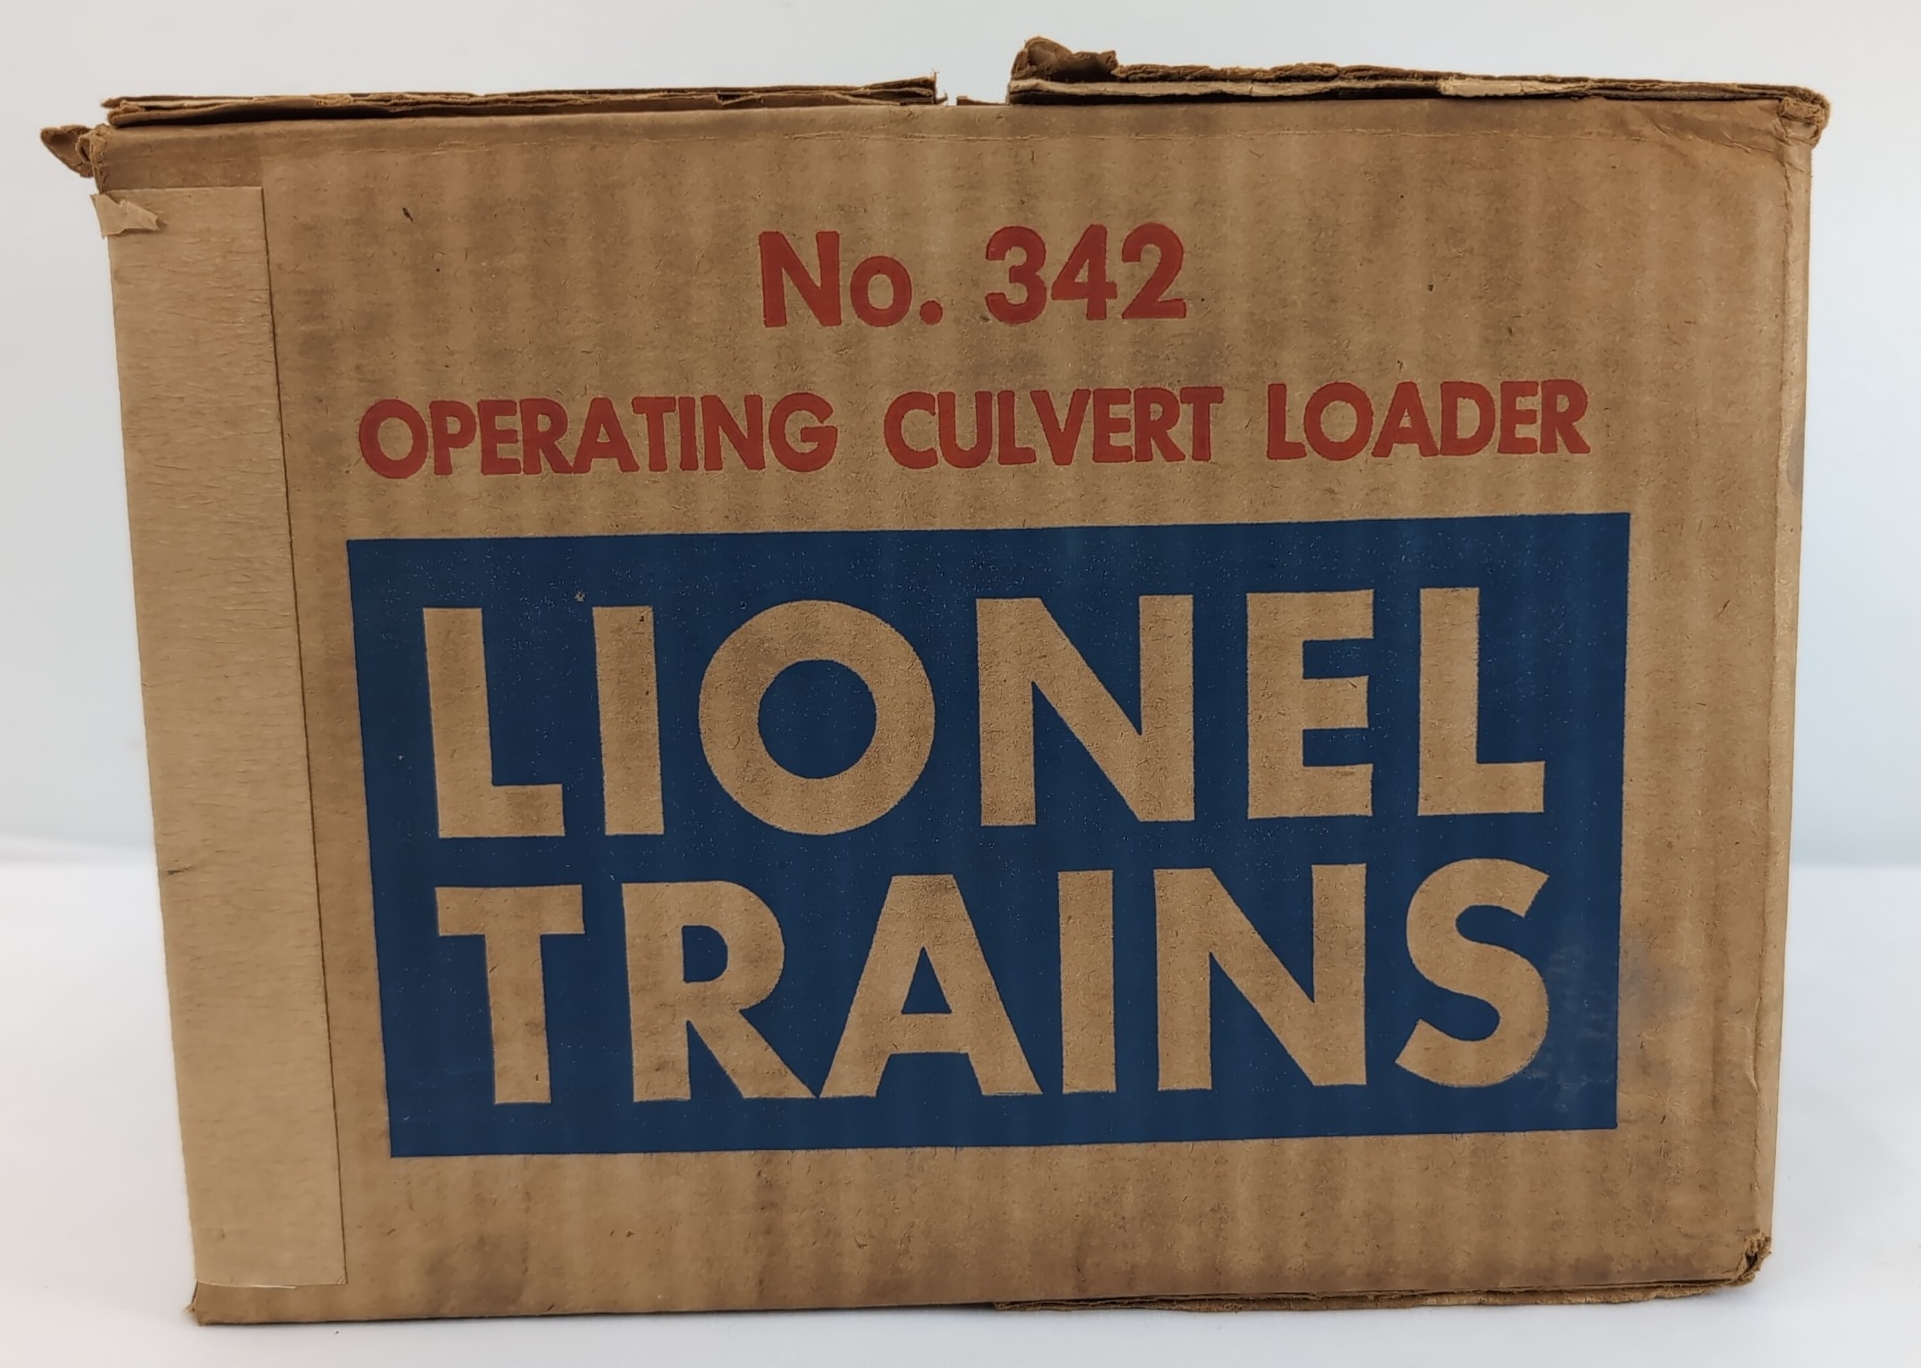 No. 342
OPERATING CULVERT LOADER
LIONEL
TRAINS